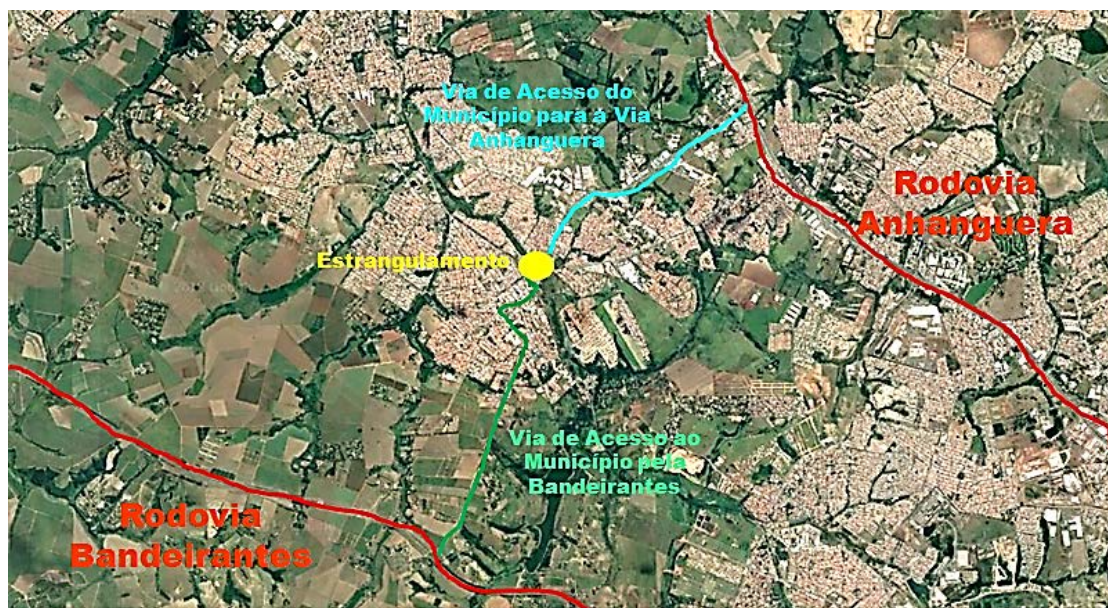 Via de Acesso do
Município para a Via
Anhanguera
Rodovia
Anhanguera
Estrangulamento
Via de Acesso ao
Município pela
Bandeirantes
Rodovia
Bandeirantes